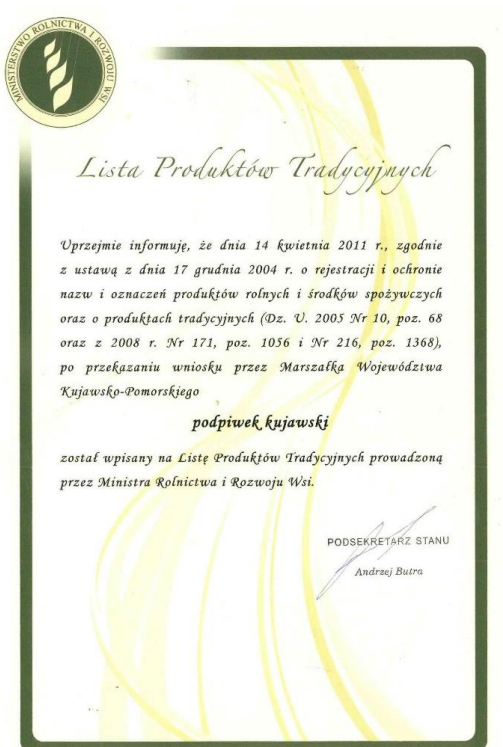 MINISTERSTWO ROLNICTWA I ROZWOJU WSI
Lista Produktów Tradycyjnych
Uprzejmie informuję, że dnia 14 kwietnia 2011 r., zgodnie
z ustawą z dnia 17 grudnia 2004 r. o rejestracji i ochronie
nazw i oznaczeń produktów rolnych i środków spożywczych
oraz o produktach tradycyjnych (Dz. U. 2005 Nr 10, poz. 68
oraz z 2008 r. Nr 171, poz. 1056 i Nr 216, poz. 1368),
po przekazaniu wniosku przez Marszałka Województwa
Kujawsko-Pomorskiego
podpiwek kujawski
został wpisany na Listę Produktów Tradycyjnych prowadzoną
przez Ministra Rolnictwa i Rozwoju Wsi.
PODSEKRETARZ STANU
Andrzej Butra